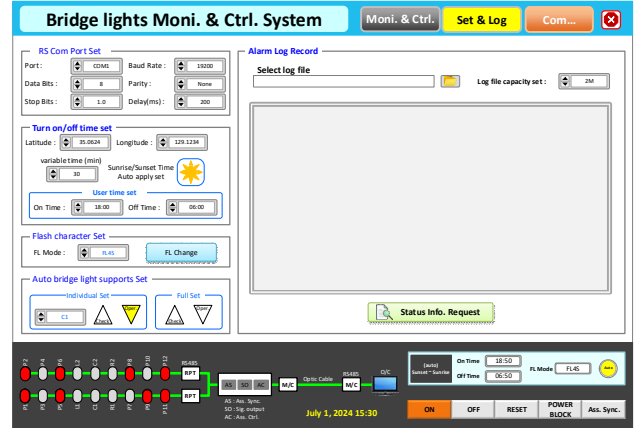 Bridge lights Moni. & Ctrl. System
Moni. & Ctrl.
Set & Log
Com...
RS Com Port Set
Port :
COM1
Baud Rate :
19200
Data Bits :
8
Parity :
None
Stop Bits :
1.0
Delay(ms) :
200
Turn on/off time set
Latitude :
35.0624
Longitude :
129.1234
variable time (min)
30
Sunrise/Sunset Time
Auto apply set
User time set
On Time :
18:00
Off Time :
06:00
Flash character Set
FL Mode :
FL4S
FL Change
Auto bridge light supports Set
Individual Set
C1
Check
Oper.
Full Set
Check
Oper.
Alarm Log Record
Select log file
Log file capacity set :
2M
Status Info. Request
P2
P4
P6
L2
C2
R2
P8
P10
P12
P1
P3
P5
L1
C1
R1
P7
P9
P11
RS485
RPT
RPT
AS
SO
AC
M/C
Optic Cable
RS485
M/C
O/C
AS : Ass. Sync.
SO : Sig. output
AC : Ass. Ctrl.
July 1, 2024 15:30
(auto)
Sunset ~ Sunrise
On Time
18:50
Off Time
06:50
FL Mode
FL4S
Auto
ON
OFF
RESET
POWER
BLOCK
Ass. Sync.